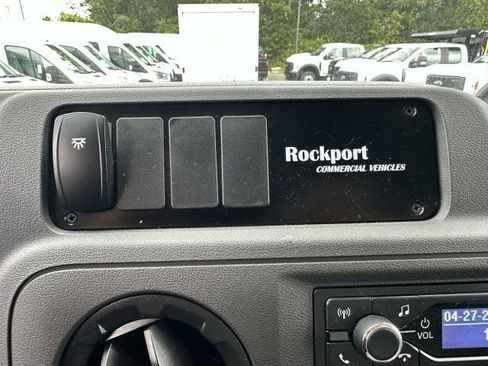 Rockport
COMMERCIAL VEHICLES
VOL
04-27-2